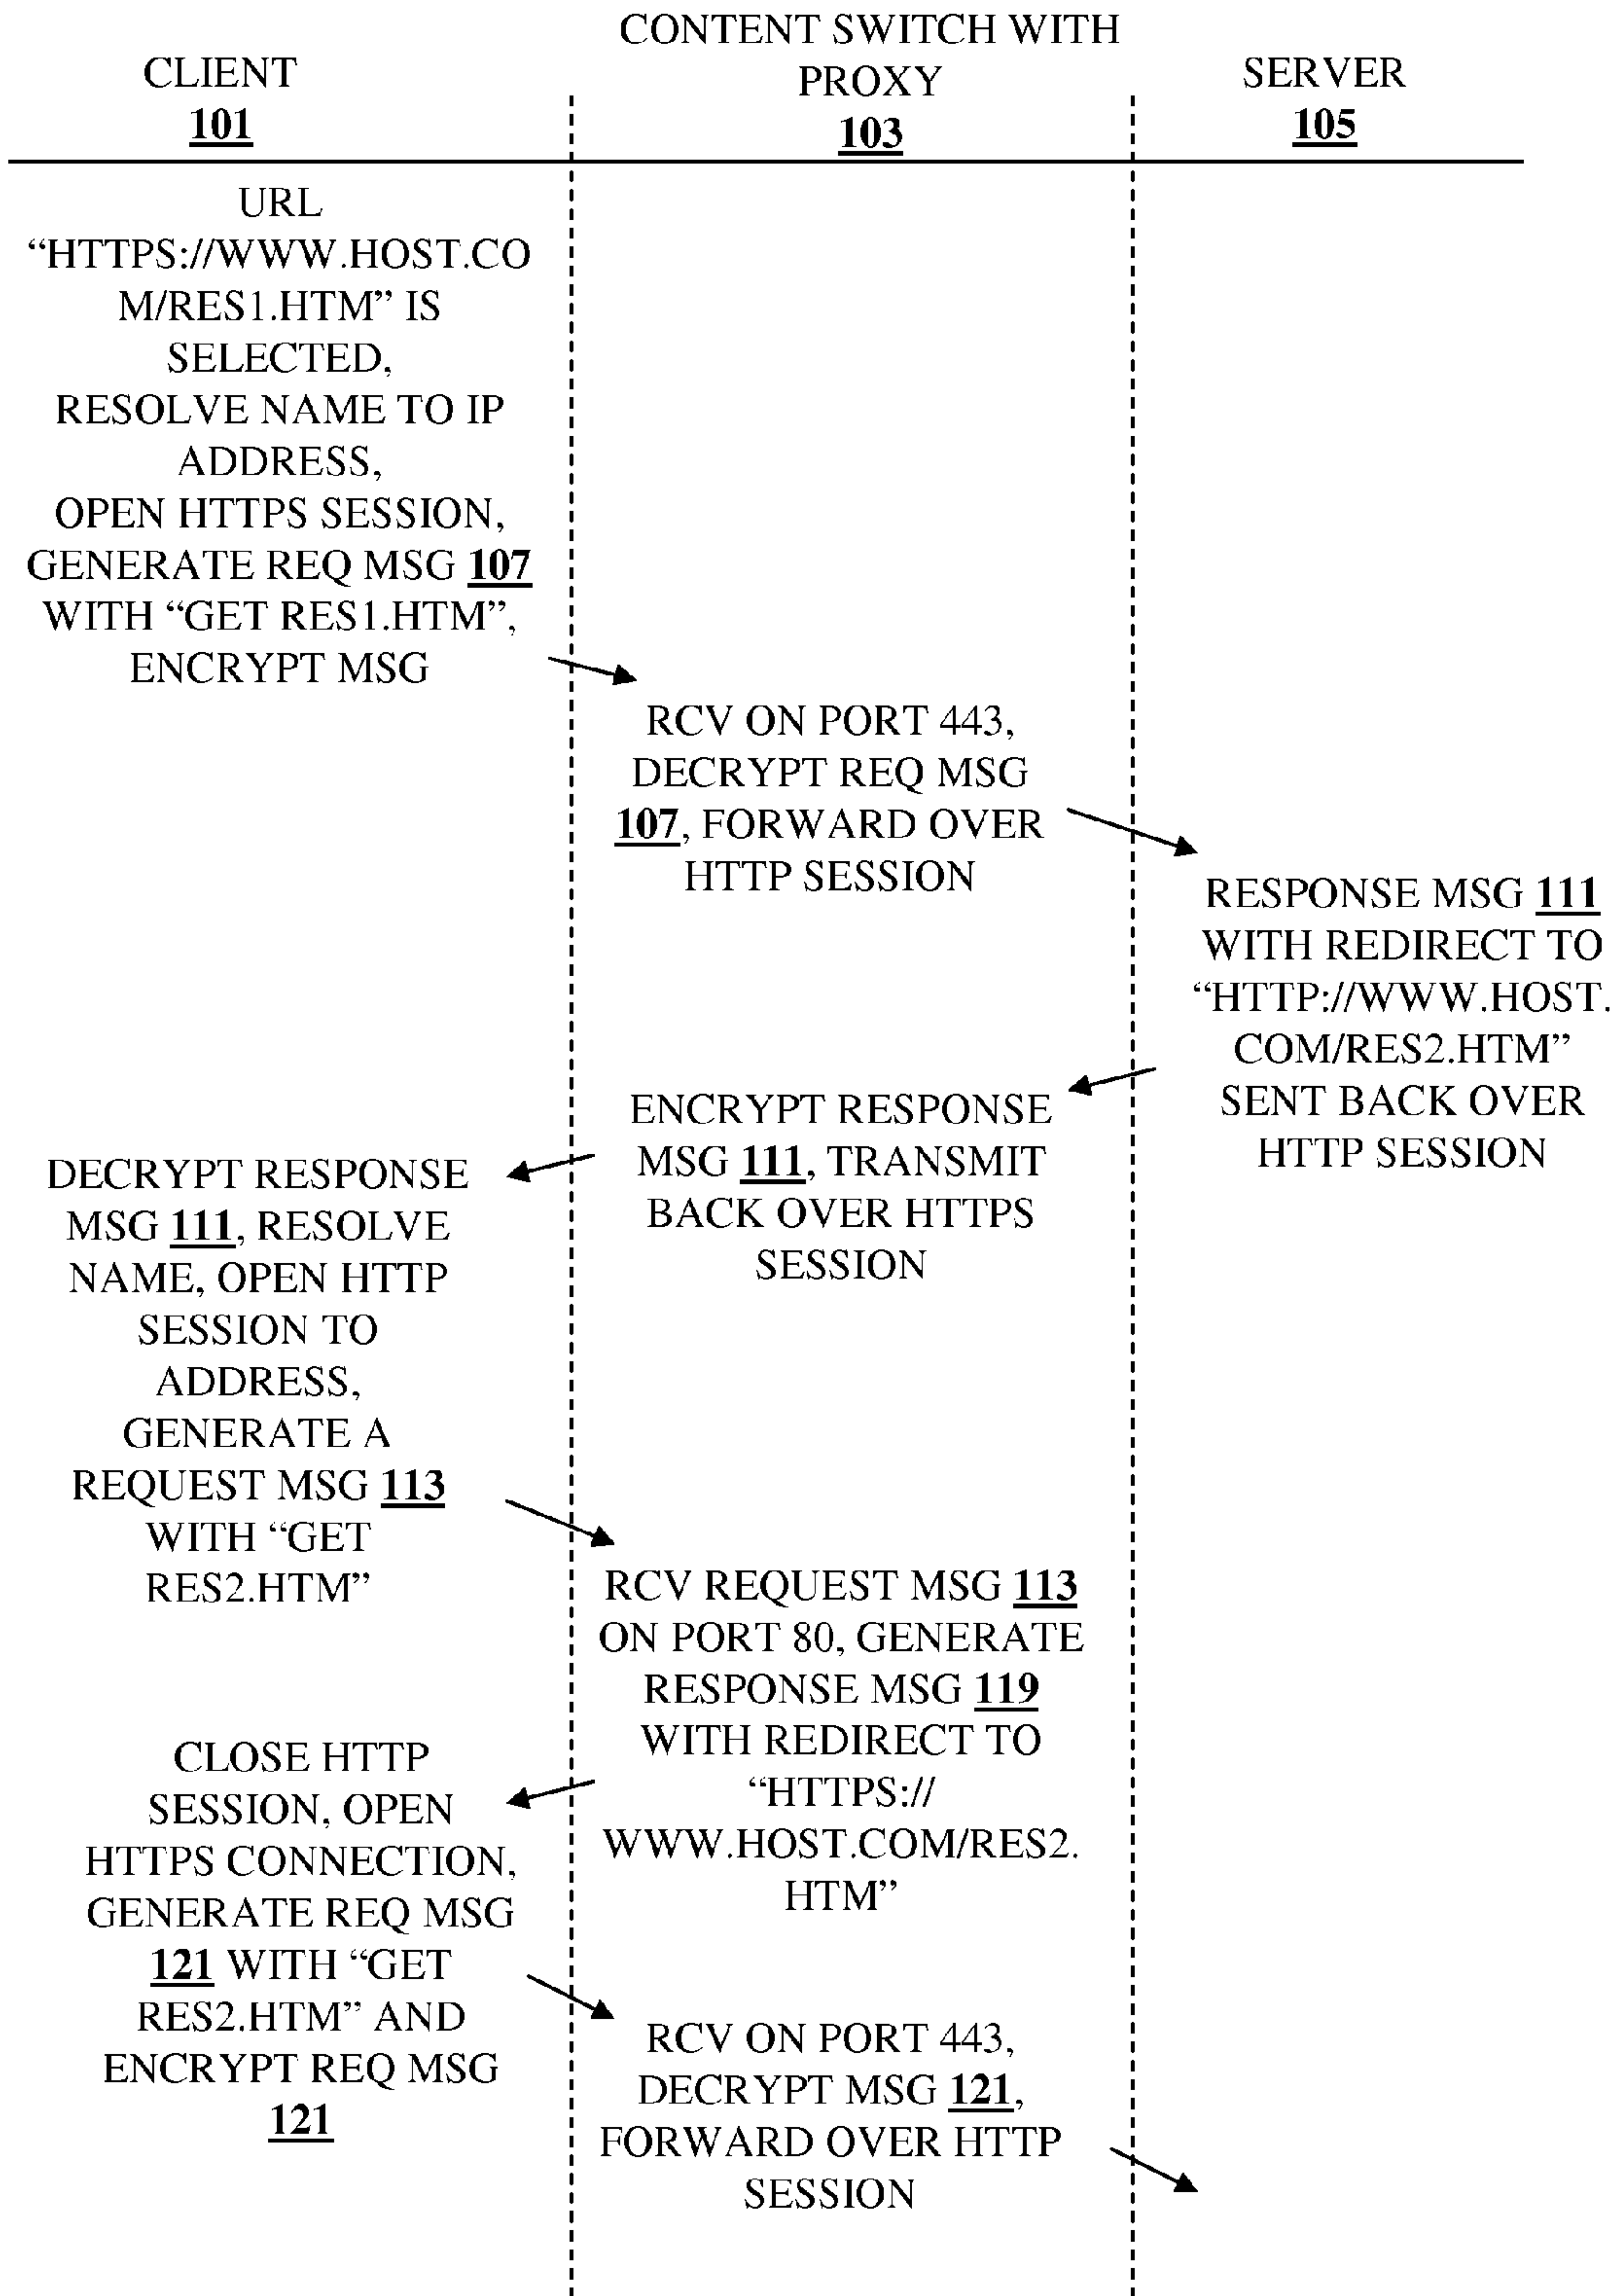 CLIENT
101
CONTENT SWITCH WITH
PROXY
103
SERVER
105
URL
“HTTPS://WWW.HOST.CO
M/RES1.HTM” IS
SELECTED,
RESOLVE NAME TO IP
ADDRESS,
OPEN HTTPS SESSION,
GENERATE REQ MSG 107
WITH “GET RES1.HTM”,
ENCRYPT MSG
RCV ON PORT 443,
DECRYPT REQ MSG
107, FORWARD OVER
HTTP SESSION
RESPONSE MSG 111
WITH REDIRECT TO
“HTTP://WWW.HOST.
COM/RES2.HTM”
SENT BACK OVER
HTTP SESSION
ENCRYPT RESPONSE
MSG 111, TRANSMIT
BACK OVER HTTPS
SESSION
DECRYPT RESPONSE
MSG 111, RESOLVE
NAME, OPEN HTTP
SESSION TO
ADDRESS,
GENERATE A
REQUEST MSG 113
WITH “GET
RES2.HTM”
RCV REQUEST MSG 113
ON PORT 80, GENERATE
RESPONSE MSG 119
WITH REDIRECT TO
“HTTPS://
WWW.HOST.COM/RES2.
HTM”
CLOSE HTTP
SESSION, OPEN
HTTPS CONNECTION,
GENERATE REQ MSG
121 WITH “GET
RES2.HTM” AND
ENCRYPT REQ MSG
121
RCV ON PORT 443,
DECRYPT MSG 121,
FORWARD OVER HTTP
SESSION